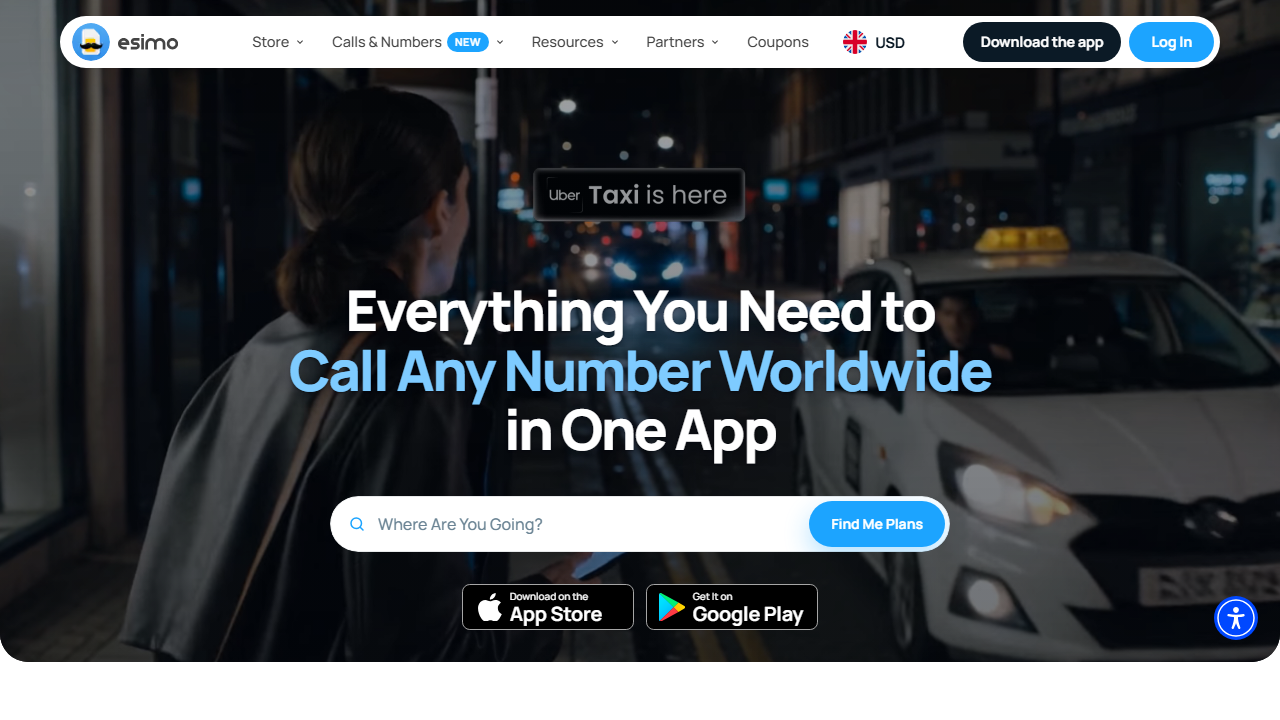 esimo
Store
Calls & Numbers NEW
Resources
Partners
Coupons
USD
Download the app
Log In
Uber Taxi is here
Everything You Need to
Call Any Number Worldwide
in One App
Where Are You Going?
Find Me Plans
Download on the
App Store
Get It on
Google Play